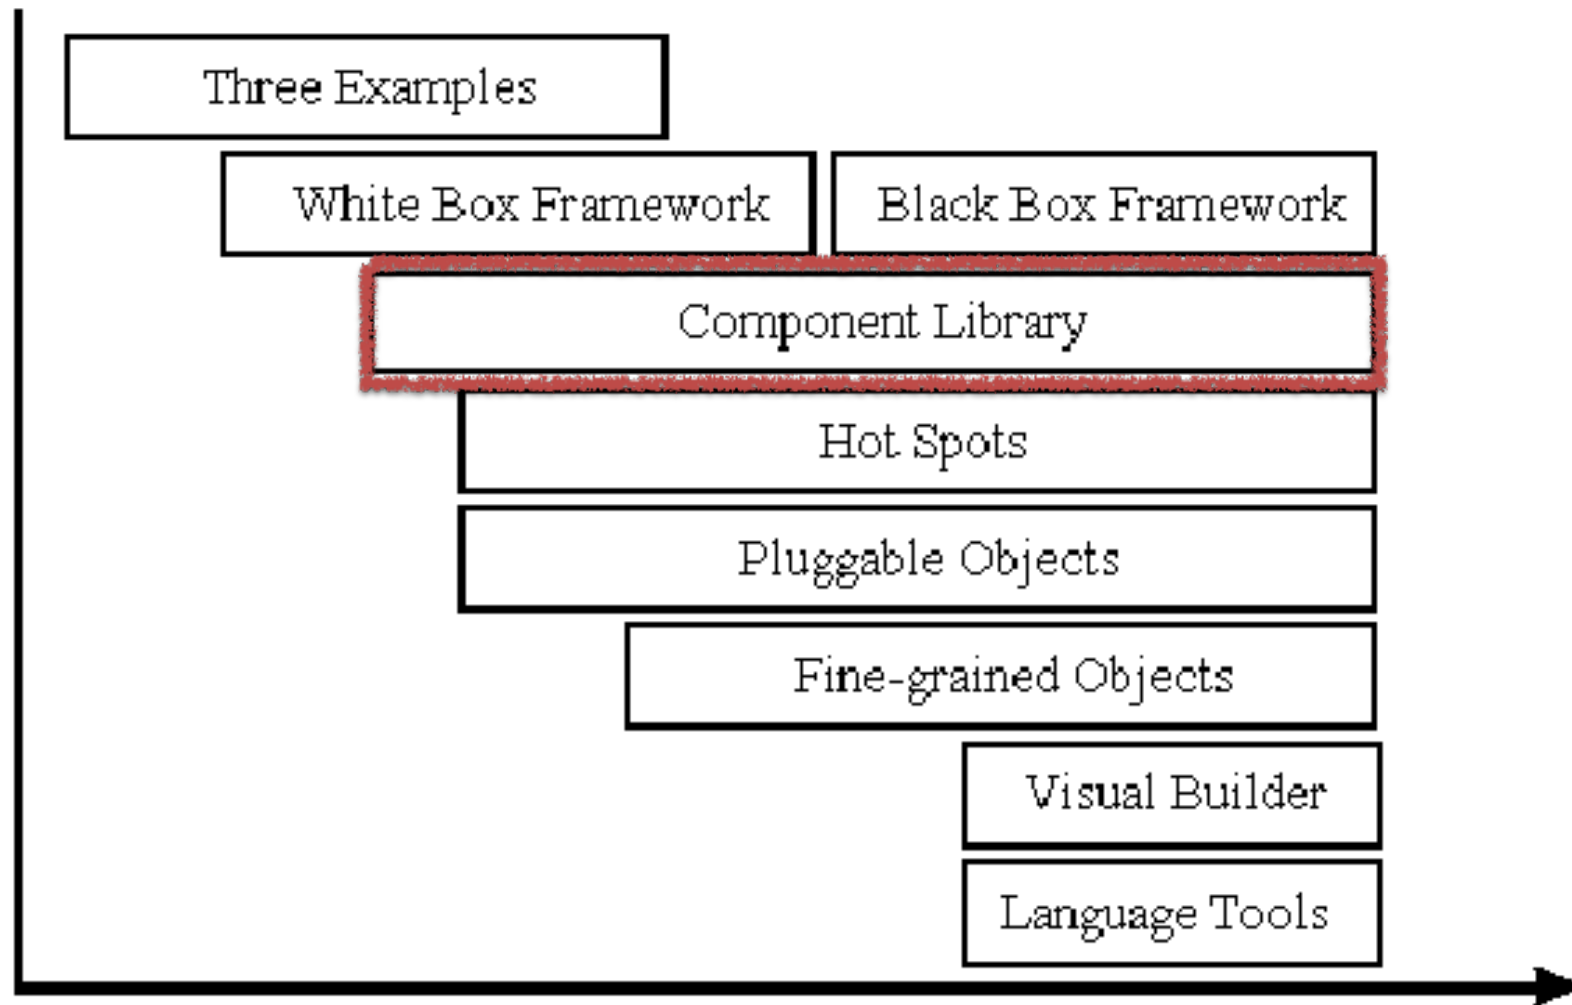 Three Examples
White Box Framework
Black Box Framework
Component Library
Hot Spots
Pluggable Objects
Fine-grained Objects
Visual Builder
Language Tools